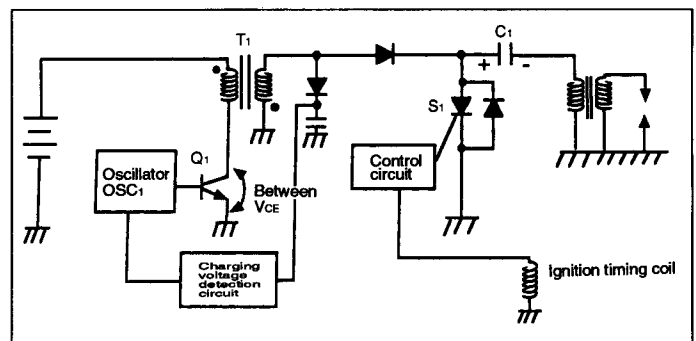 T1
C1
+ -
S1
Oscillator
OSC1
Q1
Between
VCE
Control
circuit
Charging
voltage
detection
circuit
Ignition timing coil